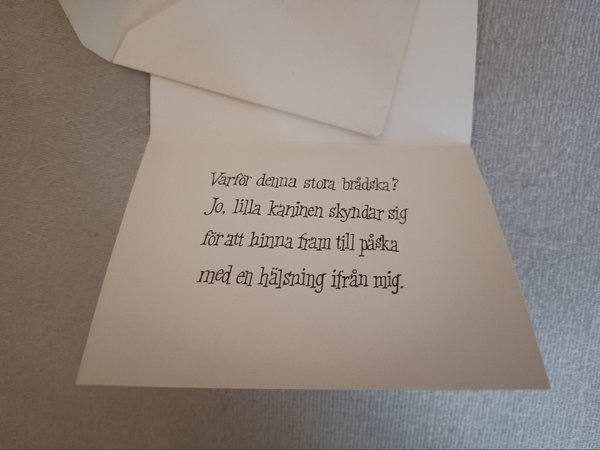 Varför denna stora brådska?
Jo, lilla kaninen skyndar sig
för att hinna fram till påska
med en hälsning ifrån mig.